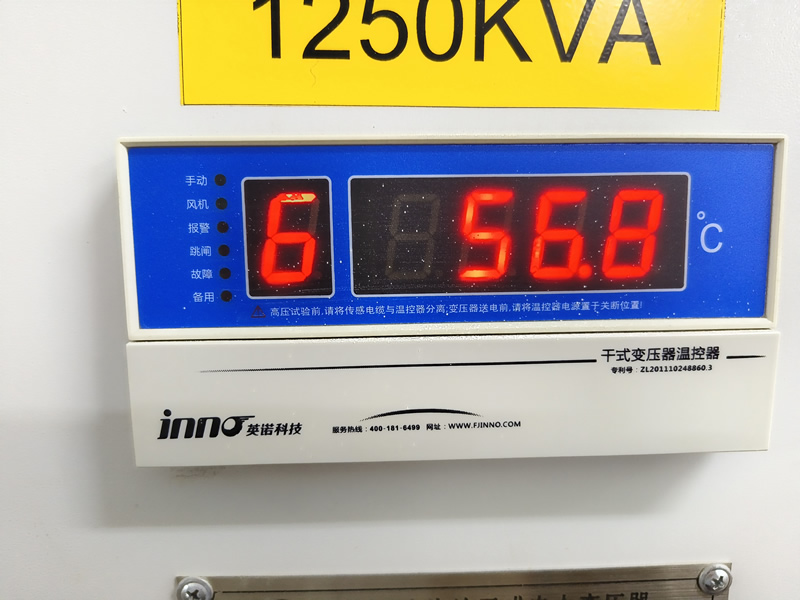 1250KVA
手动
风机
报警
跳闸
故障
备用
6
56.8
℃
高压试验前,请将传感电缆与温控器分离;变压器送电前,请将温控器电源置于关断位置!
干式变压器温控器
专利号：ZL201110248860.3
inno 英诺科技
服务热线：400-181-6499 网址：WWW.FJINNO.COM
变压器